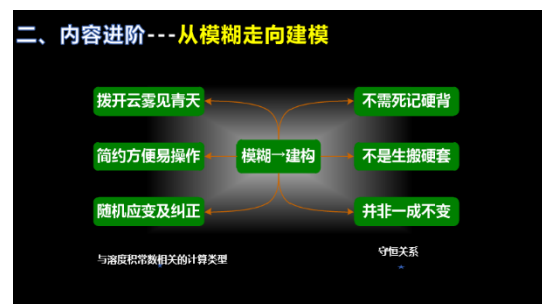 二、内容进阶---从模糊走向建模
拨开云雾见青天
不需死记硬背
简约方便易操作
模糊→建构
不是生搬硬套
随机应变及纠正
并非一成不变
与溶度积常数相关的计算类型
守恒关系